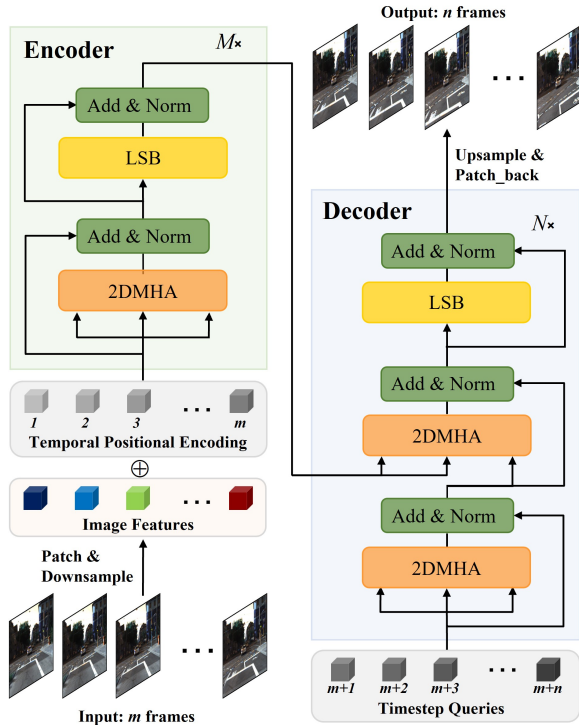 Encoder
M×
Add & Norm
LSB
Add & Norm
2DMHA
1 2 3 ... m
Temporal Positional Encoding
⊕
Image Features
Patch &
Downsample
Input: m frames
Output: n frames
Upsample &
Patch_back
Decoder
N×
Add & Norm
LSB
Add & Norm
2DMHA
Add & Norm
2DMHA
m+1 m+2 m+3 ... m+n
Timestep Queries